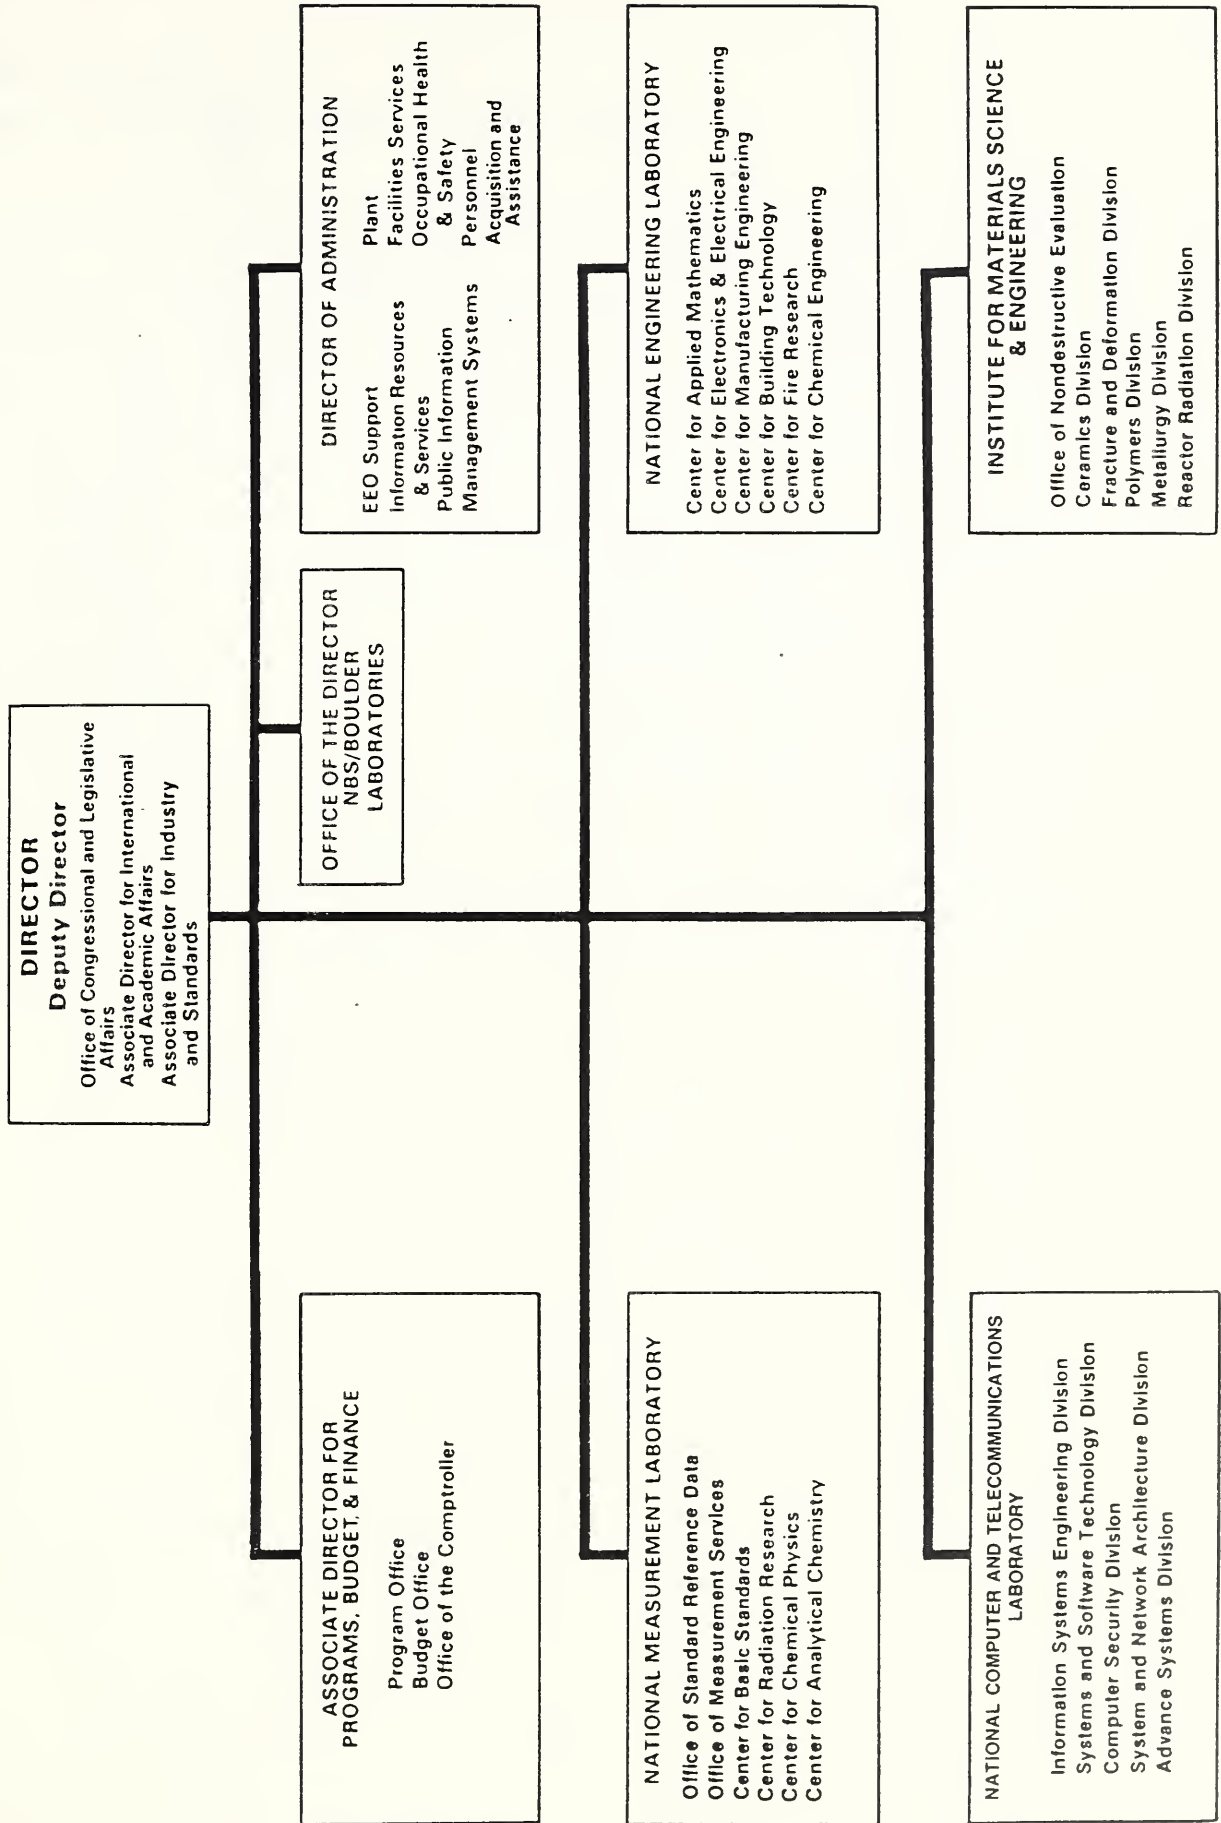 DIRECTOR
Deputy Director
Office of Congressional and Legislative
Affairs
Associate Director for International
and Academic Affairs
Associate Director for Industry
and Standards
ASSOCIATE DIRECTOR FOR
PROGRAMS, BUDGET, & FINANCE
Program Office
Budget Office
Office of the Comptroller
OFFICE OF THE DIRECTOR
NBS/BOULDER
LABORATORIES
DIRECTOR OF ADMINISTRATION
EEO Support
Information Resources
& Services
Public Information
Management Systems
Plant
Facilities Services
Occupational Health
& Safety
Personnel
Acquisition and
Assistance
NATIONAL MEASUREMENT LABORATORY
Office of Standard Reference Data
Office of Measurement Services
Center for Basic Standards
Center for Radiation Research
Center for Chemical Physics
Center for Analytical Chemistry
NATIONAL ENGINEERING LABORATORY
Center for Applied Mathematics
Center for Electronics & Electrical Engineering
Center for Manufacturing Engineering
Center for Building Technology
Center for Fire Research
Center for Chemical Engineering
NATIONAL COMPUTER AND TELECOMMUNICATIONS
LABORATORY
Information Systems Engineering Division
Systems and Software Technology Division
Computer Security Division
System and Network Architecture Division
Advance Systems Division
INSTITUTE FOR MATERIALS SCIENCE
& ENGINEERING
Office of Nondestructive Evaluation
Ceramics Division
Fracture and Deformation Division
Polymers Division
Metallurgy Division
Reactor Radiation Division